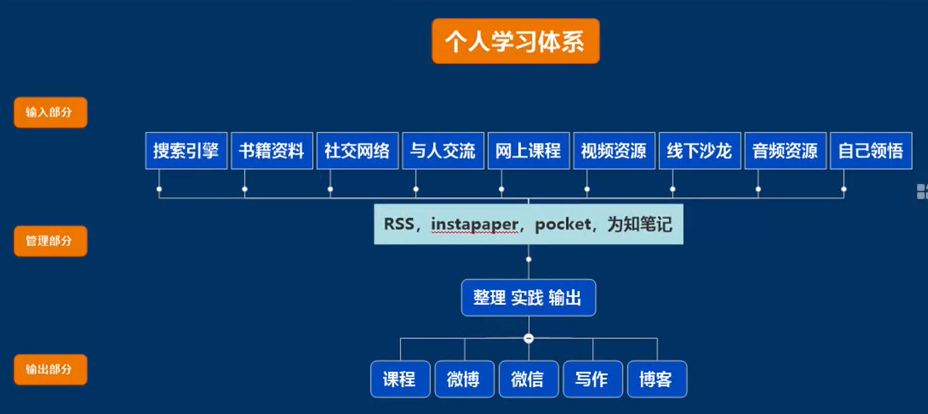 个人学习体系
输入部分
搜索引擎 书籍资料 社交网络 与人交流 网上课程 视频资源 线下沙龙 音频资源 自己领悟
RSS，instapaper，pocket，为知笔记
管理部分
整理 实践 输出
输出部分
课程 微博 微信 写作 博客